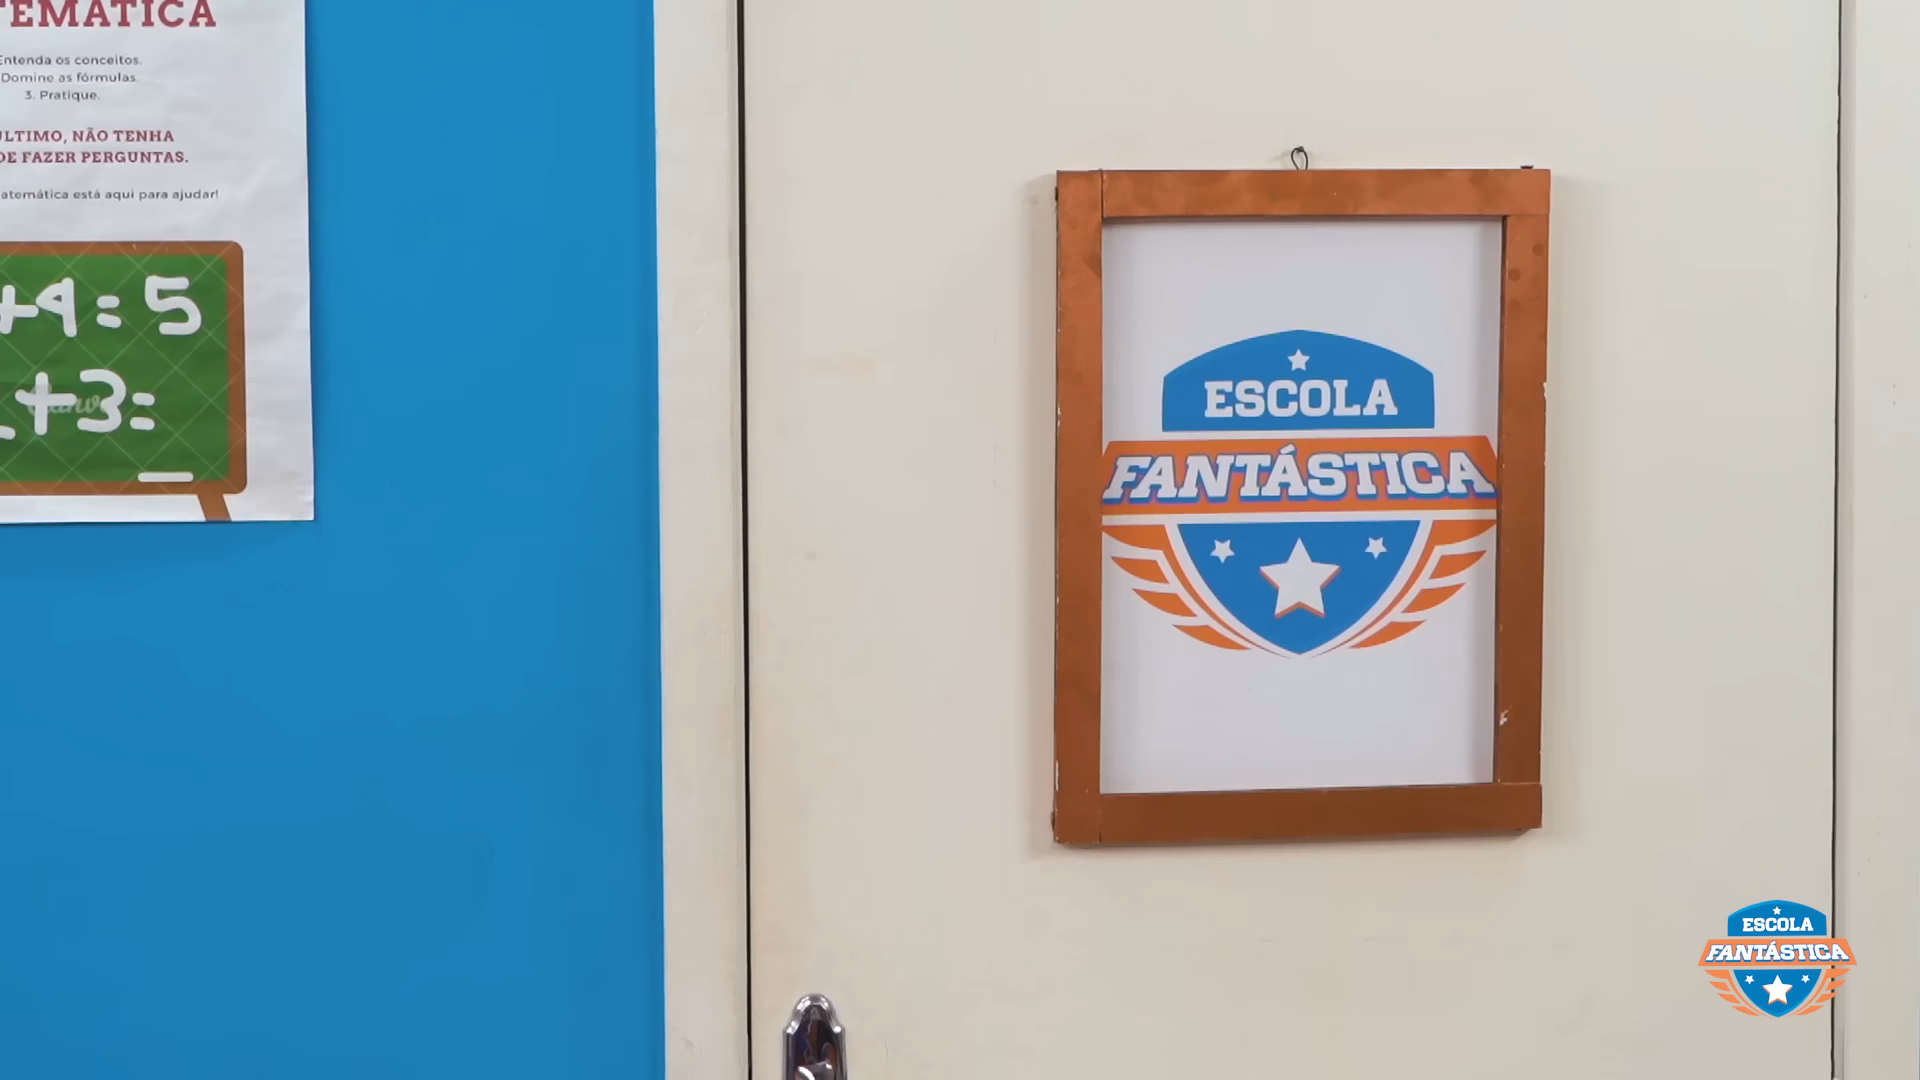 TEMÁTICA
Entenda os conceitos.
Domine as fórmulas.
3. Pratique.
ÚLTIMO, NÃO TENHA
DE FAZER PERGUNTAS.
atemática está aqui para ajudar!
+4=5
+3=
ESCOLA
FANTÁSTICA
ESCOLA
FANTÁSTICA